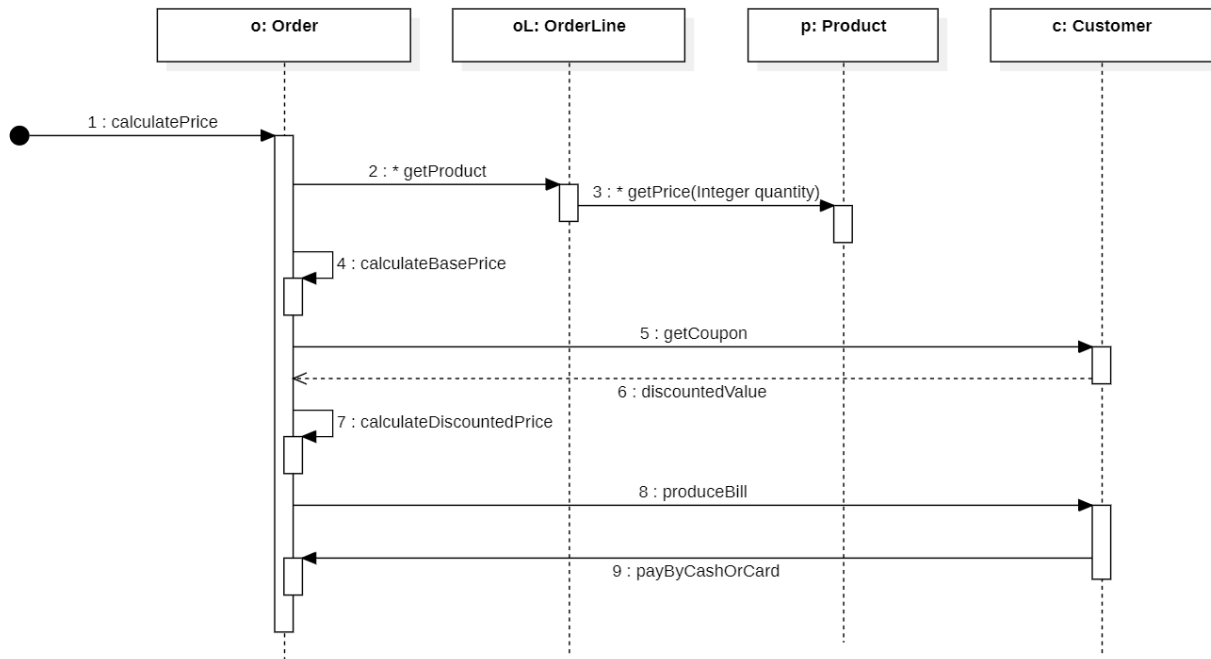 o: Order
oL: OrderLine
p: Product
c: Customer
1 : calculatePrice
2 : * getProduct
3 : * getPrice(Integer quantity)
4 : calculateBasePrice
5 : getCoupon
6 : discountedValue
7 : calculateDiscountedPrice
8 : produceBill
9 : payByCashOrCard